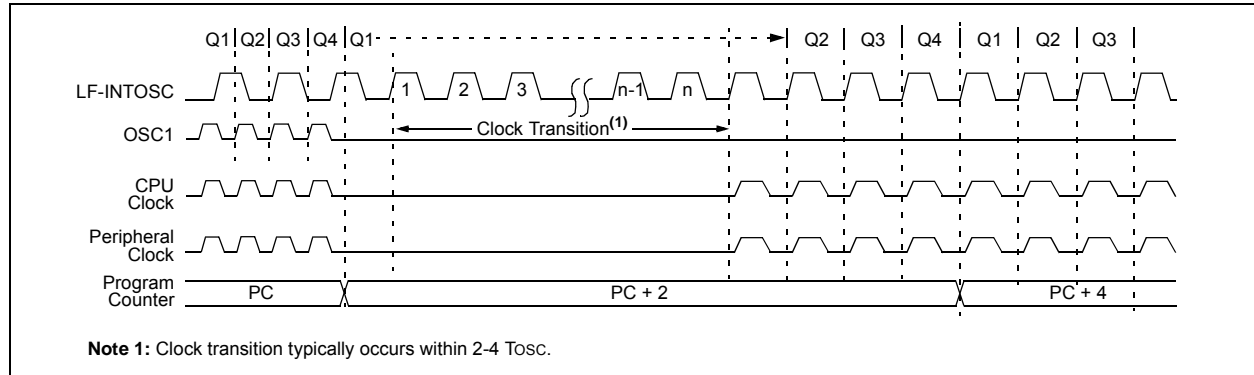 Q1 Q2 Q3 Q4 Q1 Q2 Q3 Q4 Q1 Q2 Q3
LF-INTOSC 1 2 3 n-1 n
Clock Transition(1)
OSC1
CPU
Clock
Peripheral
Clock
Program
Counter
PC PC + 2 PC + 4
Note 1: Clock transition typically occurs within 2-4 TOSC.